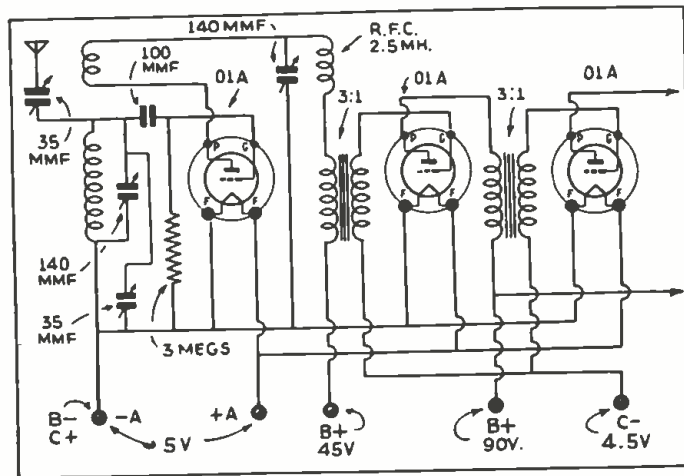 140 MMF
R.F.C.
2.5 MH.
100
MMF
01A
35
MMF
3:1
01A
3:1
01A
P G
F F
P G
F F
P G
F F
140
MMF
35
MMF
3 MEGS
B-
C+
-A
5V
+A
B+
45V
B+
90V.
C-
4.5V